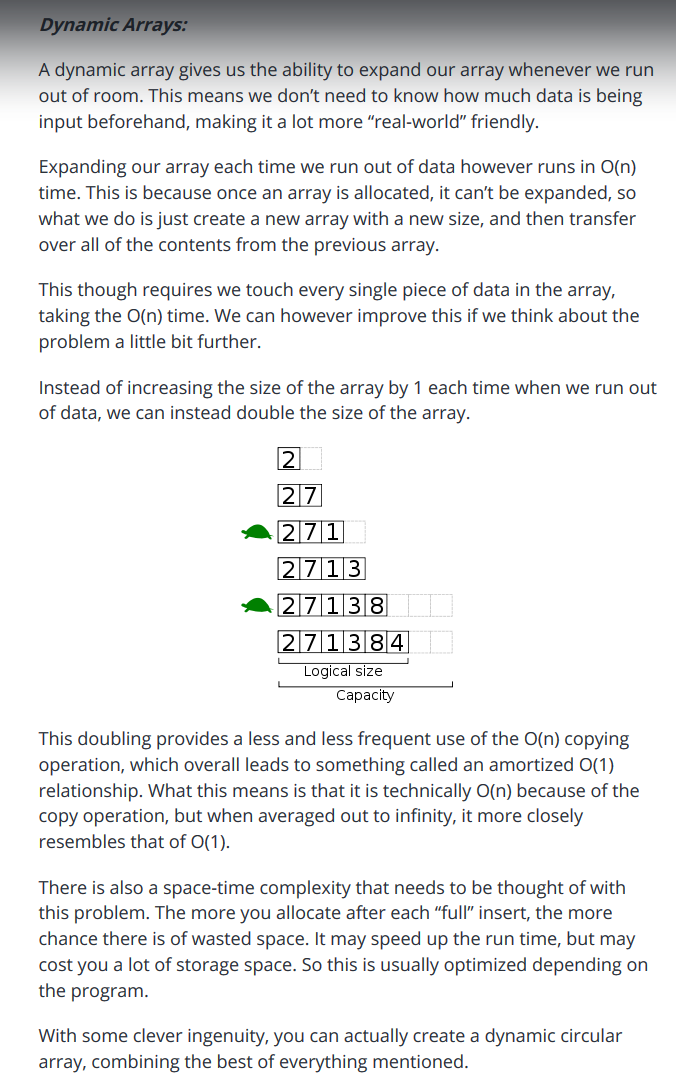 Dynamic Arrays:
A dynamic array gives us the ability to expand our array whenever we run
out of room. This means we don’t need to know how much data is being
input beforehand, making it a lot more “real-world” friendly.
Expanding our array each time we run out of data however runs in O(n)
time. This is because once an array is allocated, it can’t be expanded, so
what we do is just create a new array with a new size, and then transfer
over all of the contents from the previous array.
This though requires we touch every single piece of data in the array,
taking the O(n) time. We can however improve this if we think about the
problem a little bit further.
Instead of increasing the size of the array by 1 each time when we run out
of data, we can instead double the size of the array.
2
2 7
2 7 1
2 7 1 3
2 7 1 3 8
2 7 1 3 8 4
Logical size
Capacity
This doubling provides a less and less frequent use of the O(n) copying
operation, which overall leads to something called an amortized O(1)
relationship. What this means is that it is technically O(n) because of the
copy operation, but when averaged out to infinity, it more closely
resembles that of O(1).
There is also a space-time complexity that needs to be thought of with
this problem. The more you allocate after each “full” insert, the more
chance there is of wasted space. It may speed up the run time, but may
cost you a lot of storage space. So this is usually optimized depending on
the program.
With some clever ingenuity, you can actually create a dynamic circular
array, combining the best of everything mentioned.